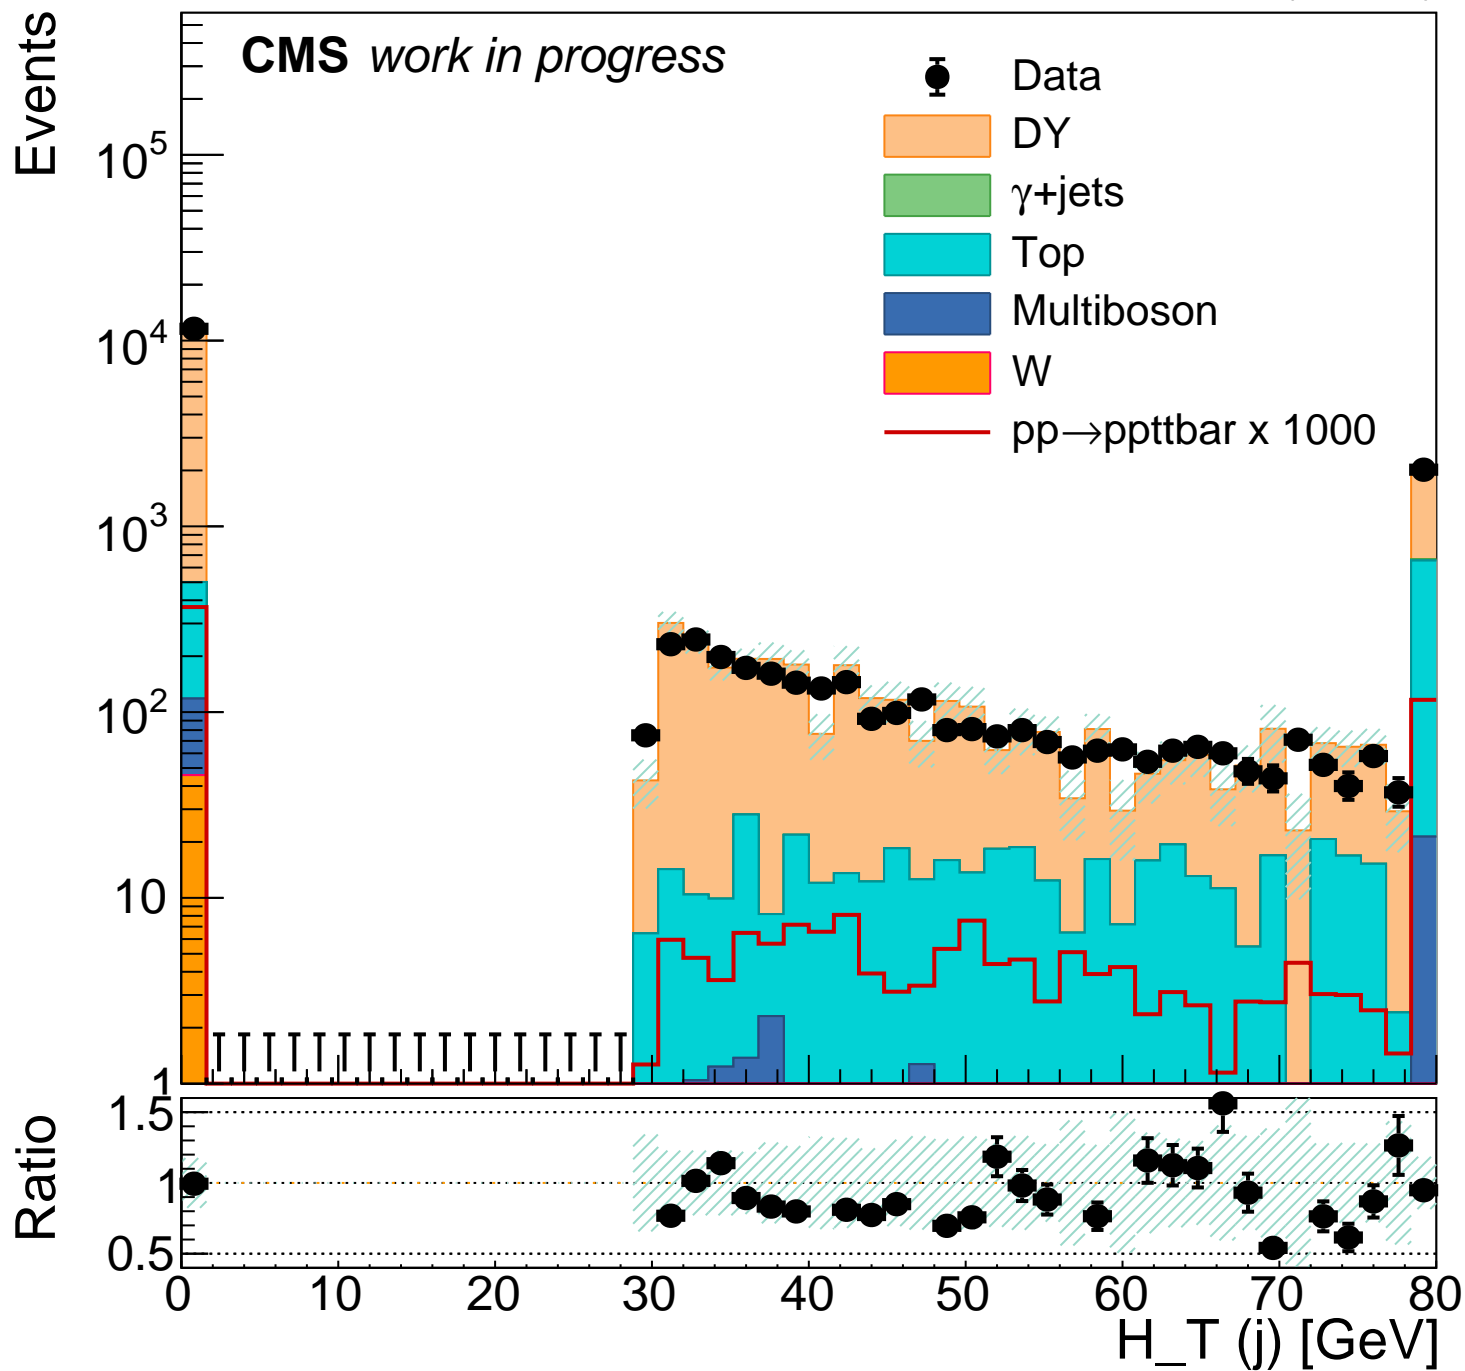 CMS work in progress
Data
DY
γ+jets
Top
Multiboson
W
pp→ppttbar x 1000
Events
10^5
10^4
10^3
10^2
10
1
Ratio
1.5
1
0.5
0 10 20 30 40 50 60 70 80
H_T (j) [GeV]